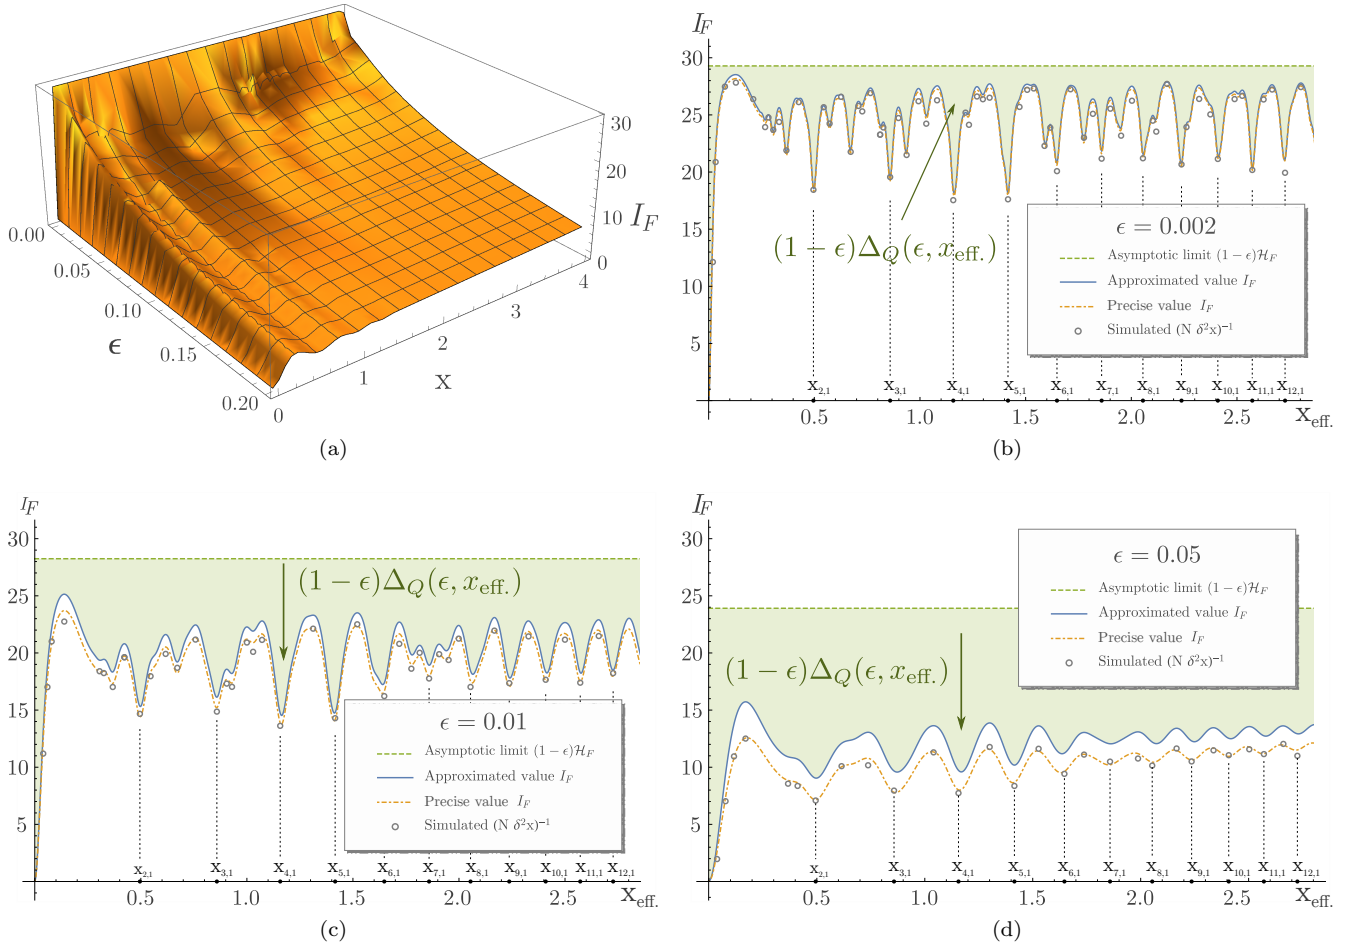 30
20
10
0
I_F
0.00
0.05
0.10
0.15
0.20
ϵ
0
1
2
3
4
x
(a)
I_F
30
25
20
15
10
5
(1 − ϵ)Δ_Q(ϵ, x_eff.)
ϵ = 0.002
Asymptotic limit (1 − ϵ)ℋ_F
Approximated value I_F
Precise value I_F
Simulated (N δ²x)⁻¹
x_2,1 x_3,1 x_4,1 x_5,1 x_6,1 x_7,1 x_8,1 x_9,1 x_10,1 x_11,1 x_12,1
0.5 1.0 1.5 2.0 2.5 x_eff.
(b)
I_F
30
25
20
15
10
5
(1 − ϵ)Δ_Q(ϵ, x_eff.)
ϵ = 0.01
Asymptotic limit (1 − ϵ)ℋ_F
Approximated value I_F
Precise value I_F
Simulated (N δ²x)⁻¹
x_2,1 x_3,1 x_4,1 x_5,1 x_6,1 x_7,1 x_8,1 x_9,1 x_10,1 x_11,1 x_12,1
0.5 1.0 1.5 2.0 2.5 x_eff.
(c)
I_F
30
25
20
15
10
5
ϵ = 0.05
Asymptotic limit (1 − ϵ)ℋ_F
Approximated value I_F
Precise value I_F
Simulated (N δ²x)⁻¹
(1 − ϵ)Δ_Q(ϵ, x_eff.)
x_2,1 x_3,1 x_4,1 x_5,1 x_6,1 x_7,1 x_8,1 x_9,1 x_10,1 x_11,1 x_12,1
0.5 1.0 1.5 2.0 2.5 x_eff.
(d)